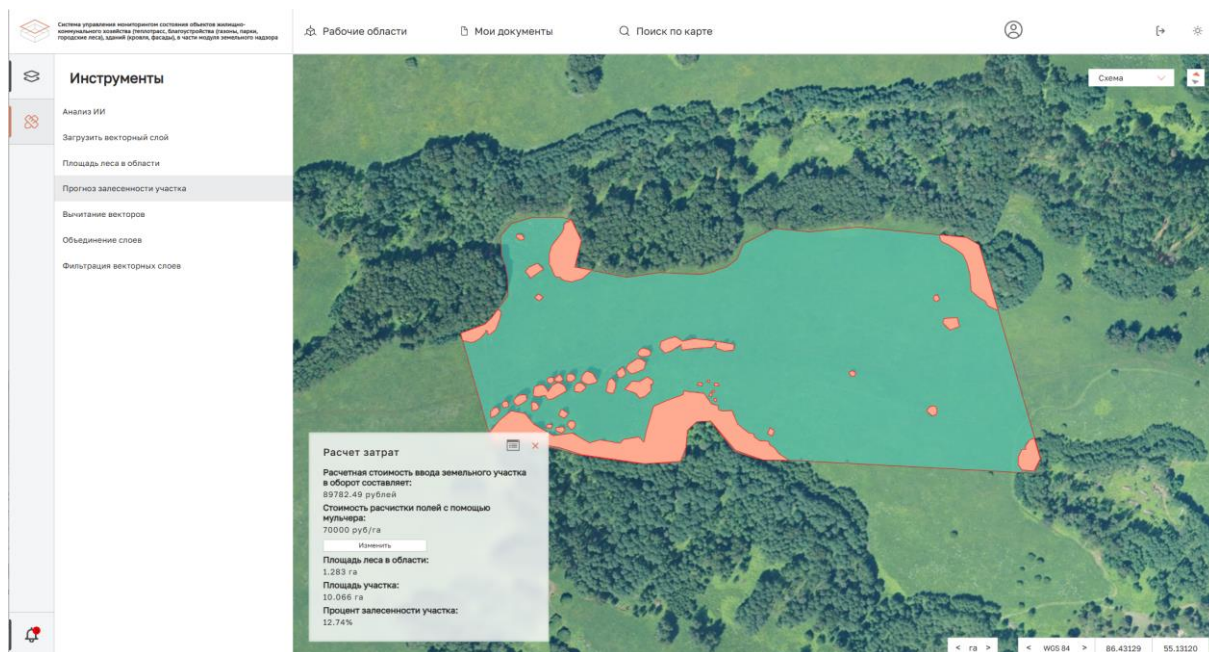 Система управления мониторингом состояния объектов жилищно-
коммунального хозяйства (теплотрасс, благоустройства (газоны, парки,
городские леса), зданий (кровля, фасады), в части модуля земельного надзора
Рабочие области
Мои документы
Поиск по карте
Инструменты
Анализ ИИ
Загрузить векторный слой
Площадь леса в области
Прогноз залесенности участка
Вычитание векторов
Объединение слоев
Фильтрация векторных слоев
Схема
Расчет затрат
Расчетная стоимость ввода земельного участка
в оборот составляет:
89782.49 рублей
Стоимость расчистки полей с помощью
мульчера:
70000 руб/га
Изменить
Площадь леса в области:
1.283 га
Площадь участка:
10.066 га
Процент залесенности участка:
12.74%
< га > < WGS 84 > 86.43129 55.13120